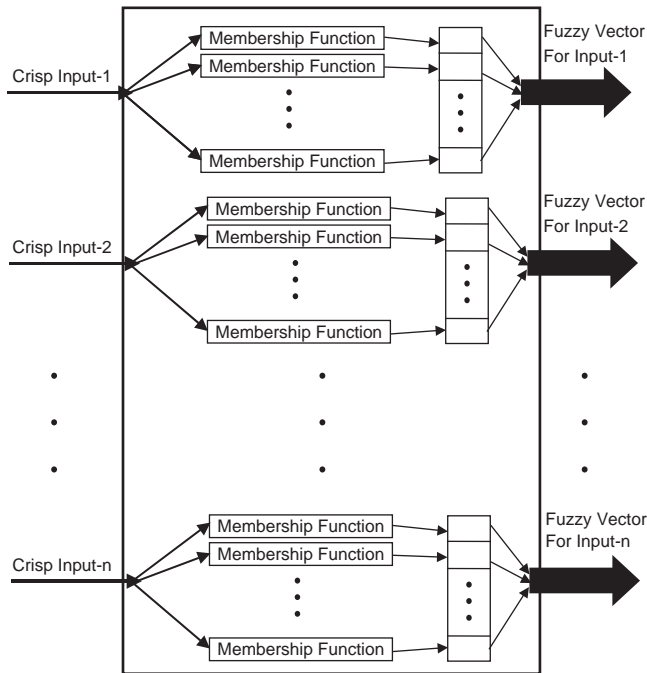 Membership Function
Membership Function
Membership Function
Crisp Input-1
Fuzzy Vector
For Input-1
Membership Function
Membership Function
Membership Function
Crisp Input-2
Fuzzy Vector
For Input-2
Membership Function
Membership Function
Membership Function
Crisp Input-n
Fuzzy Vector
For Input-n